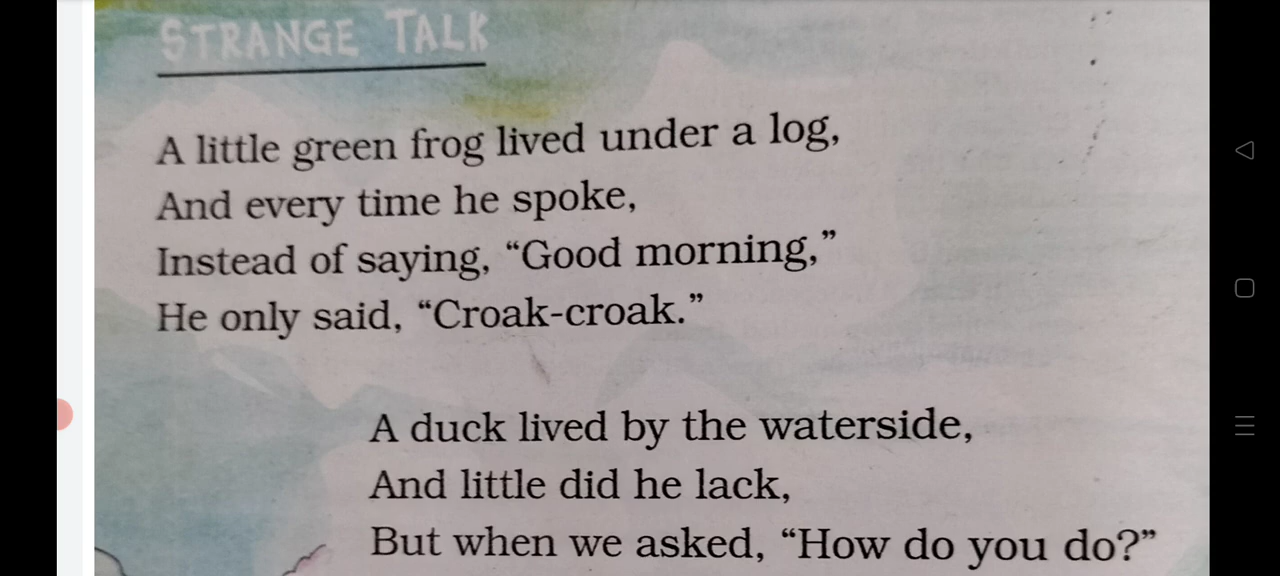 STRANGE TALK
A little green frog lived under a log,
And every time he spoke,
Instead of saying, “Good morning,”
He only said, “Croak-croak.”
A duck lived by the waterside,
And little did he lack,
But when we asked, “How do you do?”